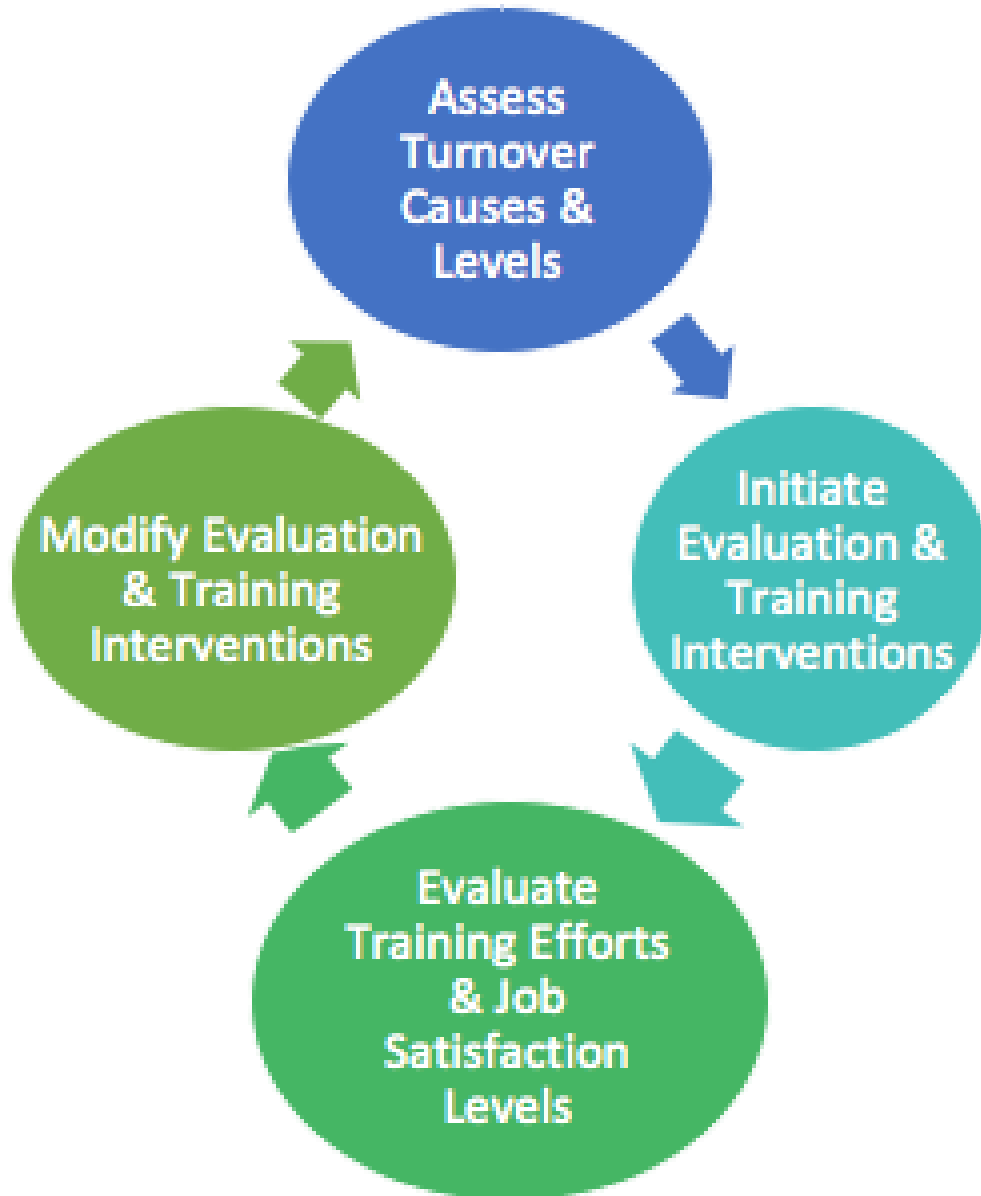 Assess
Turnover
Causes &
Levels
Initiate
Evaluation &
Training
Interventions
Evaluate
Training Efforts
& Job
Satisfaction
Levels
Modify Evaluation
& Training
Interventions